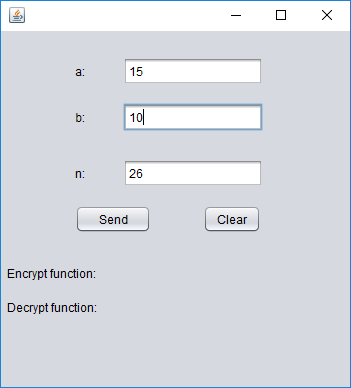 a: 15
b: 10
n: 26
Send Clear
Encrypt function:
Decrypt function: